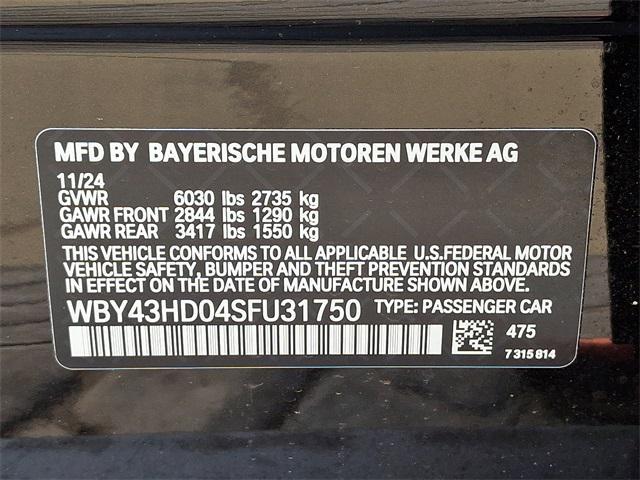 MFD BY BAYERISCHE MOTOREN WERKE AG
11/24
GVWR 6030 lbs 2735 kg
GAWR FRONT 2844 lbs 1290 kg
GAWR REAR 3417 lbs 1550 kg
THIS VEHICLE CONFORMS TO ALL APPLICABLE U.S.FEDERAL MOTOR
VEHICLE SAFETY, BUMPER AND THEFT PREVENTION STANDARDS
IN EFFECT ON THE DATE OF MANUFACTURE SHOWN ABOVE.
WBY43HD04SFU31750 TYPE: PASSENGER CAR
475
7 315 814